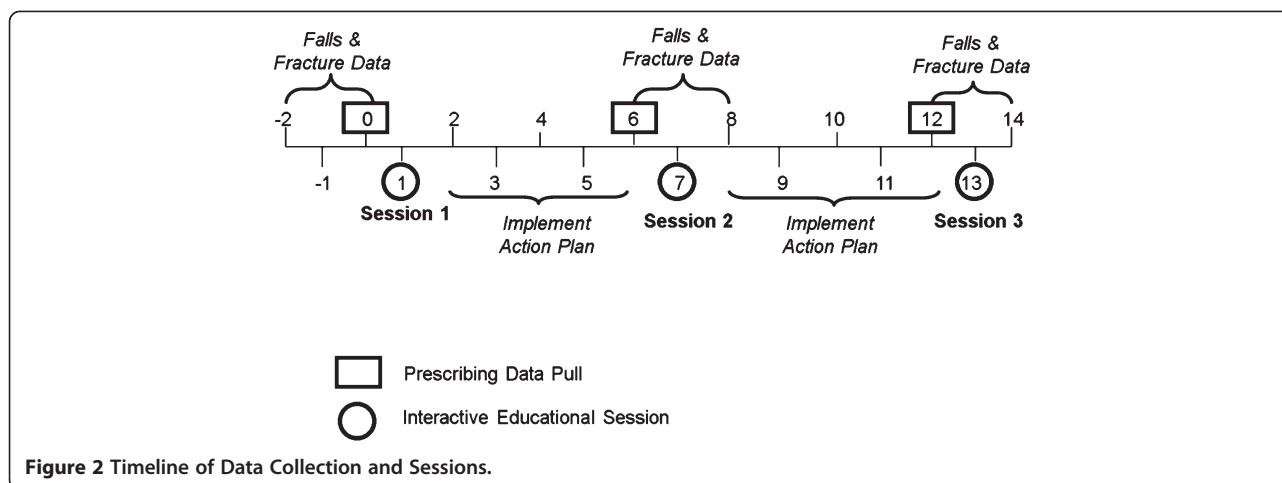 Falls &
Fracture Data
Falls &
Fracture Data
Falls &
Fracture Data
-2 0 2 4 6 8 10 12 14
-1 1 3 5 7 9 11 13
Session 1
Implement
Action Plan
Session 2
Implement
Action Plan
Session 3
Prescribing Data Pull
Interactive Educational Session
Figure 2 Timeline of Data Collection and Sessions.